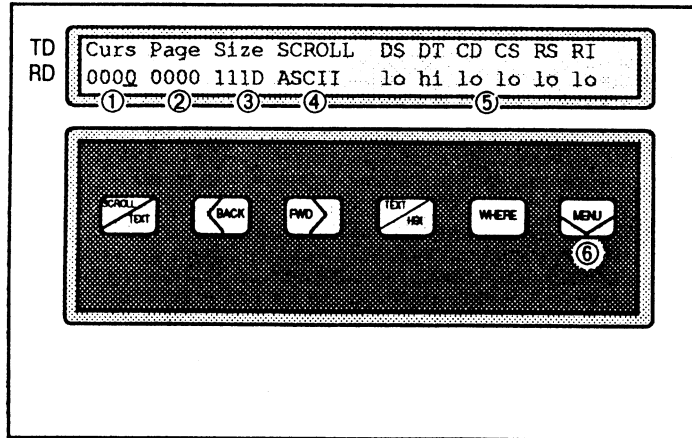 TD Curs Page Size SCROLL DS DT CD CS RS RI
RD 0000 0000 111D ASCII lo hi lo lo lo lo
① ② ③ ④ ⑤
SCROLL TEXT BACK FWD TEXT HEX WHERE MENU
⑥